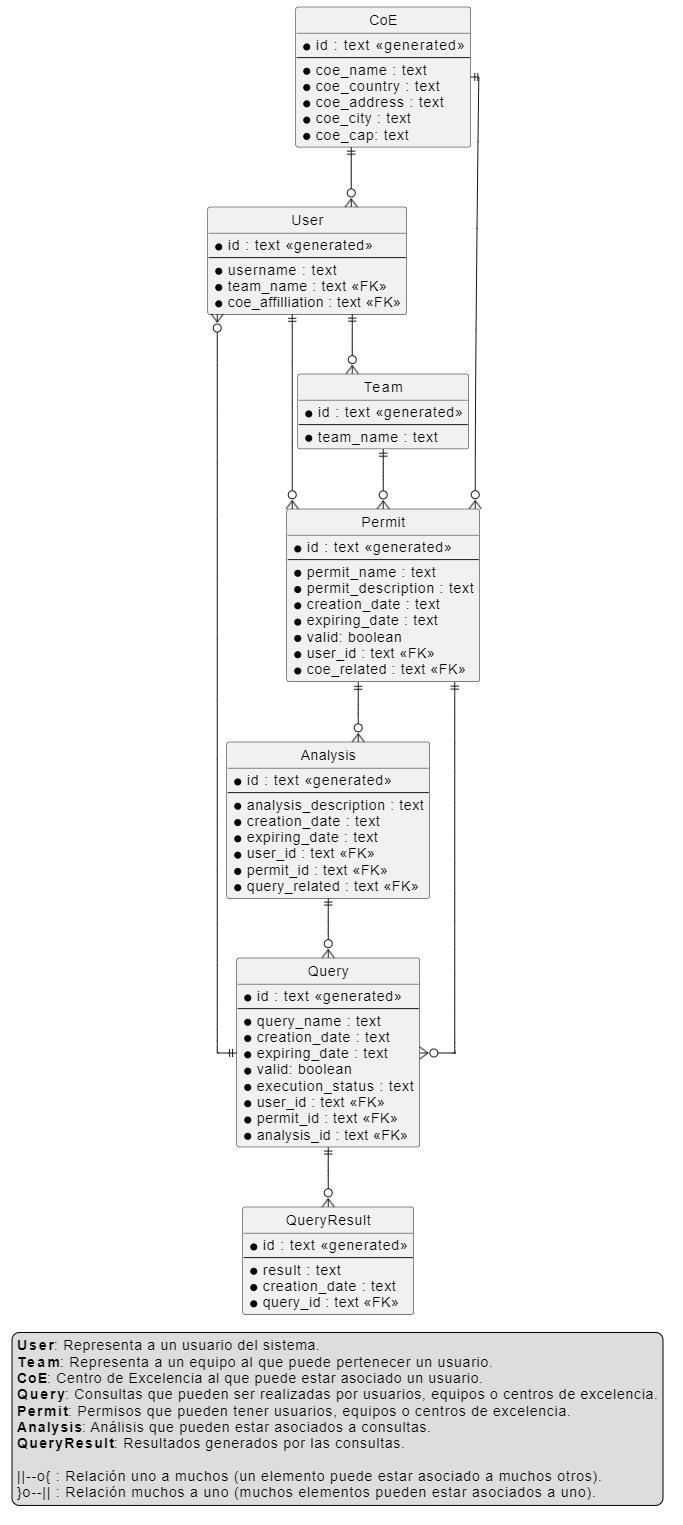 CoE
id : text «generated»
coe_name : text
coe_country : text
coe_address : text
coe_city : text
coe_cap: text
User
id : text «generated»
username : text
team_name : text «FK»
coe_affilliation : text «FK»
Team
id : text «generated»
team_name : text
Permit
id : text «generated»
permit_name : text
permit_description : text
creation_date : text
expiring_date : text
valid: boolean
user_id : text «FK»
coe_related : text «FK»
Analysis
id : text «generated»
analysis_description : text
creation_date : text
expiring_date : text
user_id : text «FK»
permit_id : text «FK»
query_related : text «FK»
Query
id : text «generated»
query_name : text
creation_date : text
expiring_date : text
valid: boolean
execution_status : text
user_id : text «FK»
permit_id : text «FK»
analysis_id : text «FK»
QueryResult
id : text «generated»
result : text
creation_date : text
query_id : text «FK»
User: Representa a un usuario del sistema.
Team: Representa a un equipo al que puede pertenecer un usuario.
CoE: Centro de Excelencia al que puede estar asociado un usuario.
Query: Consultas que pueden ser realizadas por usuarios, equipos o centros de excelencia.
Permit: Permisos que pueden tener usuarios, equipos o centros de excelencia.
Analysis: Análisis que pueden estar asociados a consultas.
QueryResult: Resultados generados por las consultas.
||--o{ : Relación uno a muchos (un elemento puede estar asociado a muchos otros).
}o--|| : Relación muchos a uno (muchos elementos pueden estar asociados a uno).